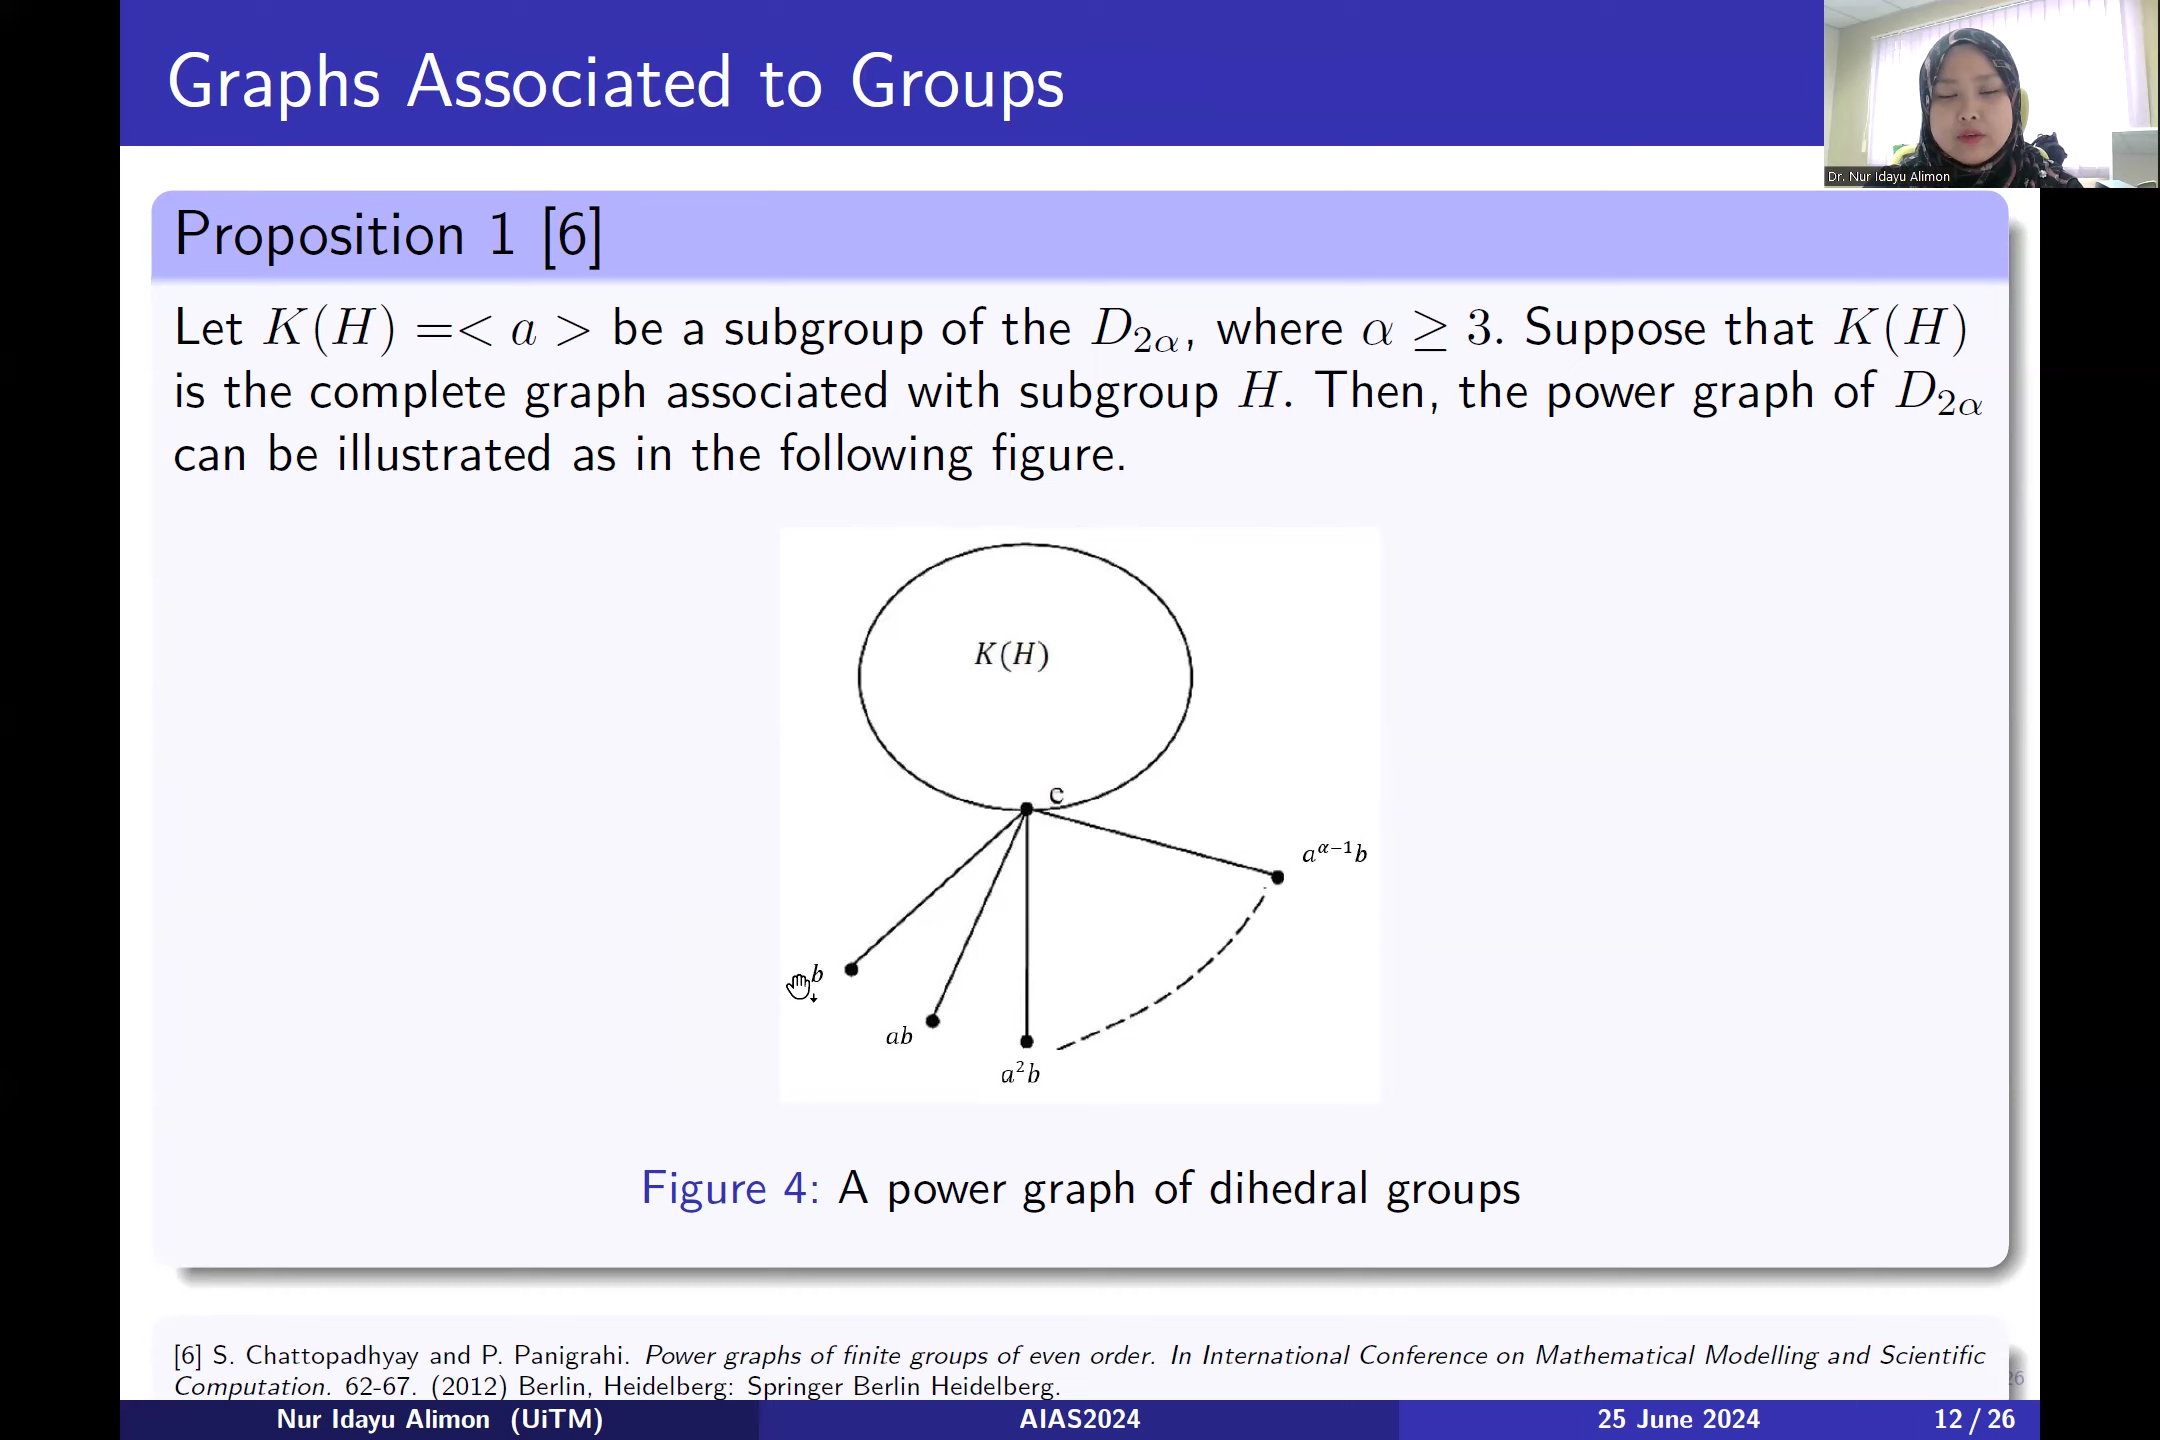 Graphs Associated to Groups
Dr. Nur Idayu Alimon
Proposition 1 [6]
Let K(H) =< a > be a subgroup of the D₂α, where α ≥ 3. Suppose that K(H)
is the complete graph associated with subgroup H. Then, the power graph of D₂α
can be illustrated as in the following figure.
K(H)
c
a^{α−1}b
b
ab
a²b
Figure 4: A power graph of dihedral groups
[6] S. Chattopadhyay and P. Panigrahi. Power graphs of finite groups of even order. In International Conference on Mathematical Modelling and Scientific
Computation. 62-67. (2012) Berlin, Heidelberg: Springer Berlin Heidelberg.
26
Nur Idayu Alimon (UiTM)
AIAS2024
25 June 2024
12 / 26